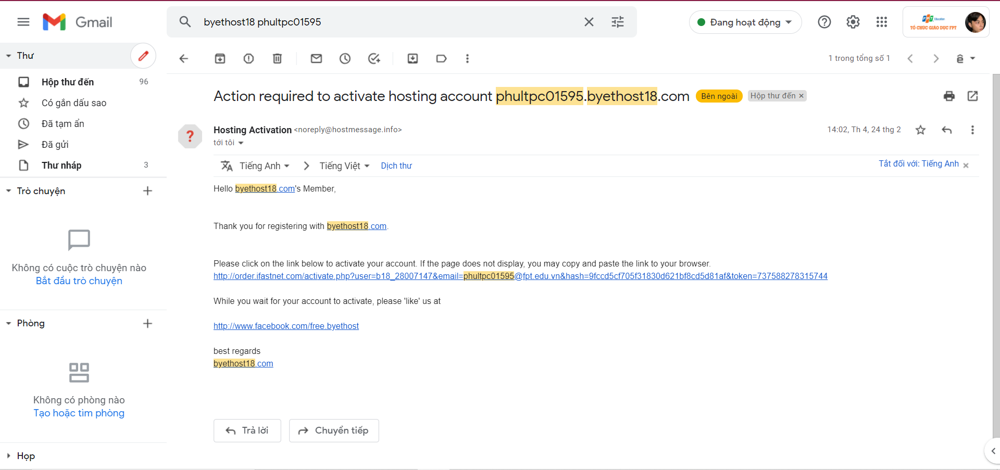 Gmail
byethost18 phultpc01595
Đang hoạt động
FPT Education
TỔ CHỨC GIÁO DỤC FPT
Thư
1 trong tổng số 1
Hộp thư đến 96
Có gắn dấu sao
Đã tạm ẩn
Đã gửi
Thư nháp 3
Trò chuyện
Không có cuộc trò chuyện nào
Bắt đầu trò chuyện
Phòng
Không có phòng nào
Tạo hoặc tìm phòng
Họp
Action required to activate hosting account phultpc01595.byethost18.com Bên ngoài Hộp thư đến ×
Hosting Activation <noreply@hostmessage.info> 14:02, Th 4, 24 thg 2
tới tôi
Tiếng Anh > Tiếng Việt Dịch thư Tắt đối với: Tiếng Anh ×
Hello byethost18.com's Member,
Thank you for registering with byethost18.com.
Please click on the link below to activate your account. If the page does not display, you may copy and paste the link to your browser.
http://order.ifastnet.com/activate.php?user=b18_28007147&email=phultpc01595@fpt.edu.vn&hash=9fccd5cf705f31830d621bf8cd5d81af&token=737588278315744
While you wait for your account to activate, please 'like' us at
http://www.facebook.com/free.byethost
best regards
byethost18.com
Trả lời
Chuyển tiếp